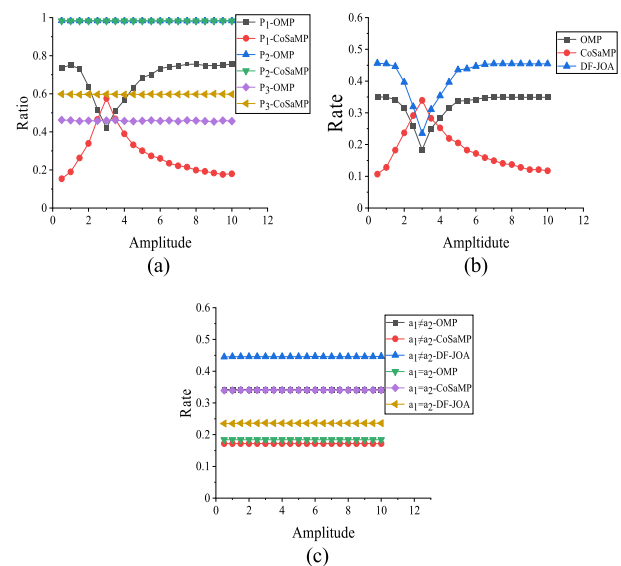 1
0.8
0.6
0.4
0.2
0
Ratio
0 2 4 6 8 10 12
Amplitude
P1-OMP
P1-CoSaMP
P2-OMP
P2-CoSaMP
P3-OMP
P3-CoSaMP
(a)
0.6
0.5
0.4
0.3
0.2
0.1
0
Rate
0 2 4 6 8 10 12
Ampltidute
OMP
CoSaMP
DF-JOA
(b)
0.6
0.5
0.4
0.3
0.2
0.1
0
Rate
0 2 4 6 8 10 12
Amplitude
a1≠a2-OMP
a1≠a2-CoSaMP
a1≠a2-DF-JOA
a1=a2-OMP
a1=a2-CoSaMP
a1=a2-DF-JOA
(c)